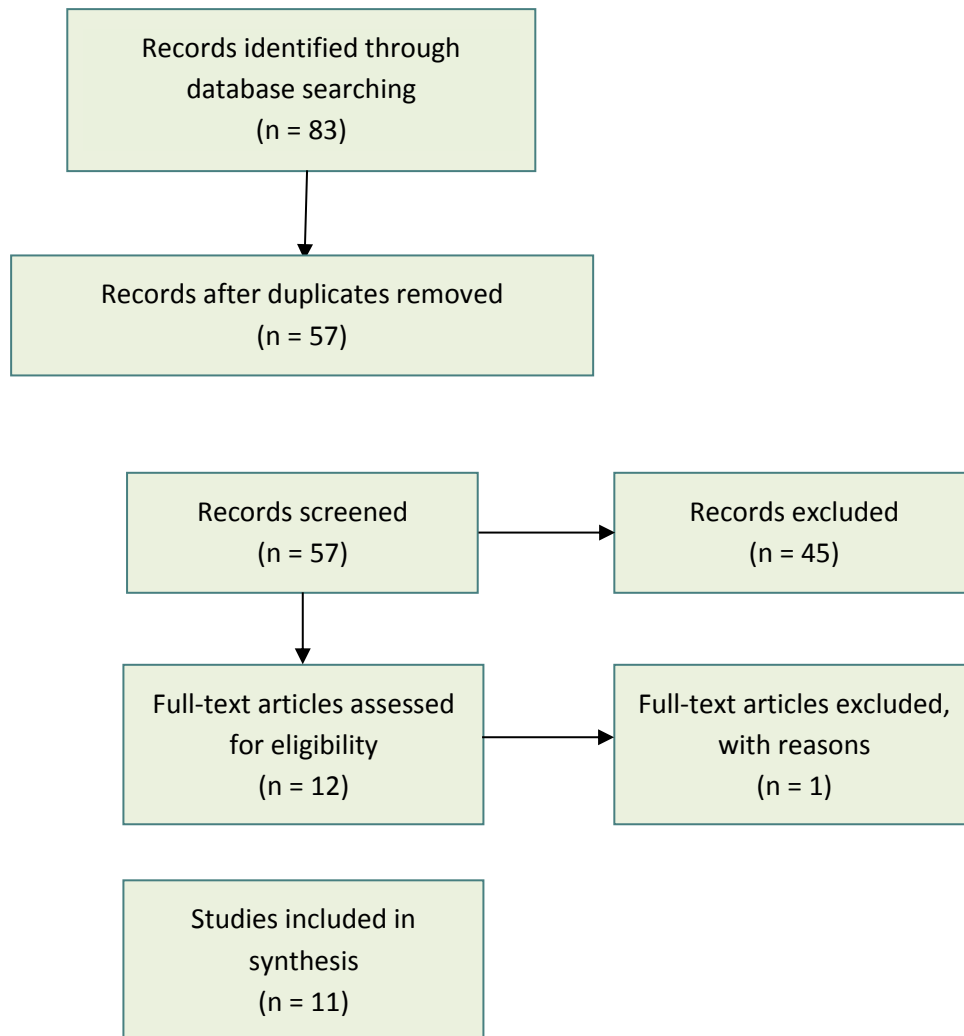 Records identified through
database searching
(n = 83)
Records after duplicates removed
(n = 57)
Records screened
(n = 57)
Records excluded
(n = 45)
Full-text articles assessed
for eligibility
(n = 12)
Full-text articles excluded,
with reasons
(n = 1)
Studies included in
synthesis
(n = 11)